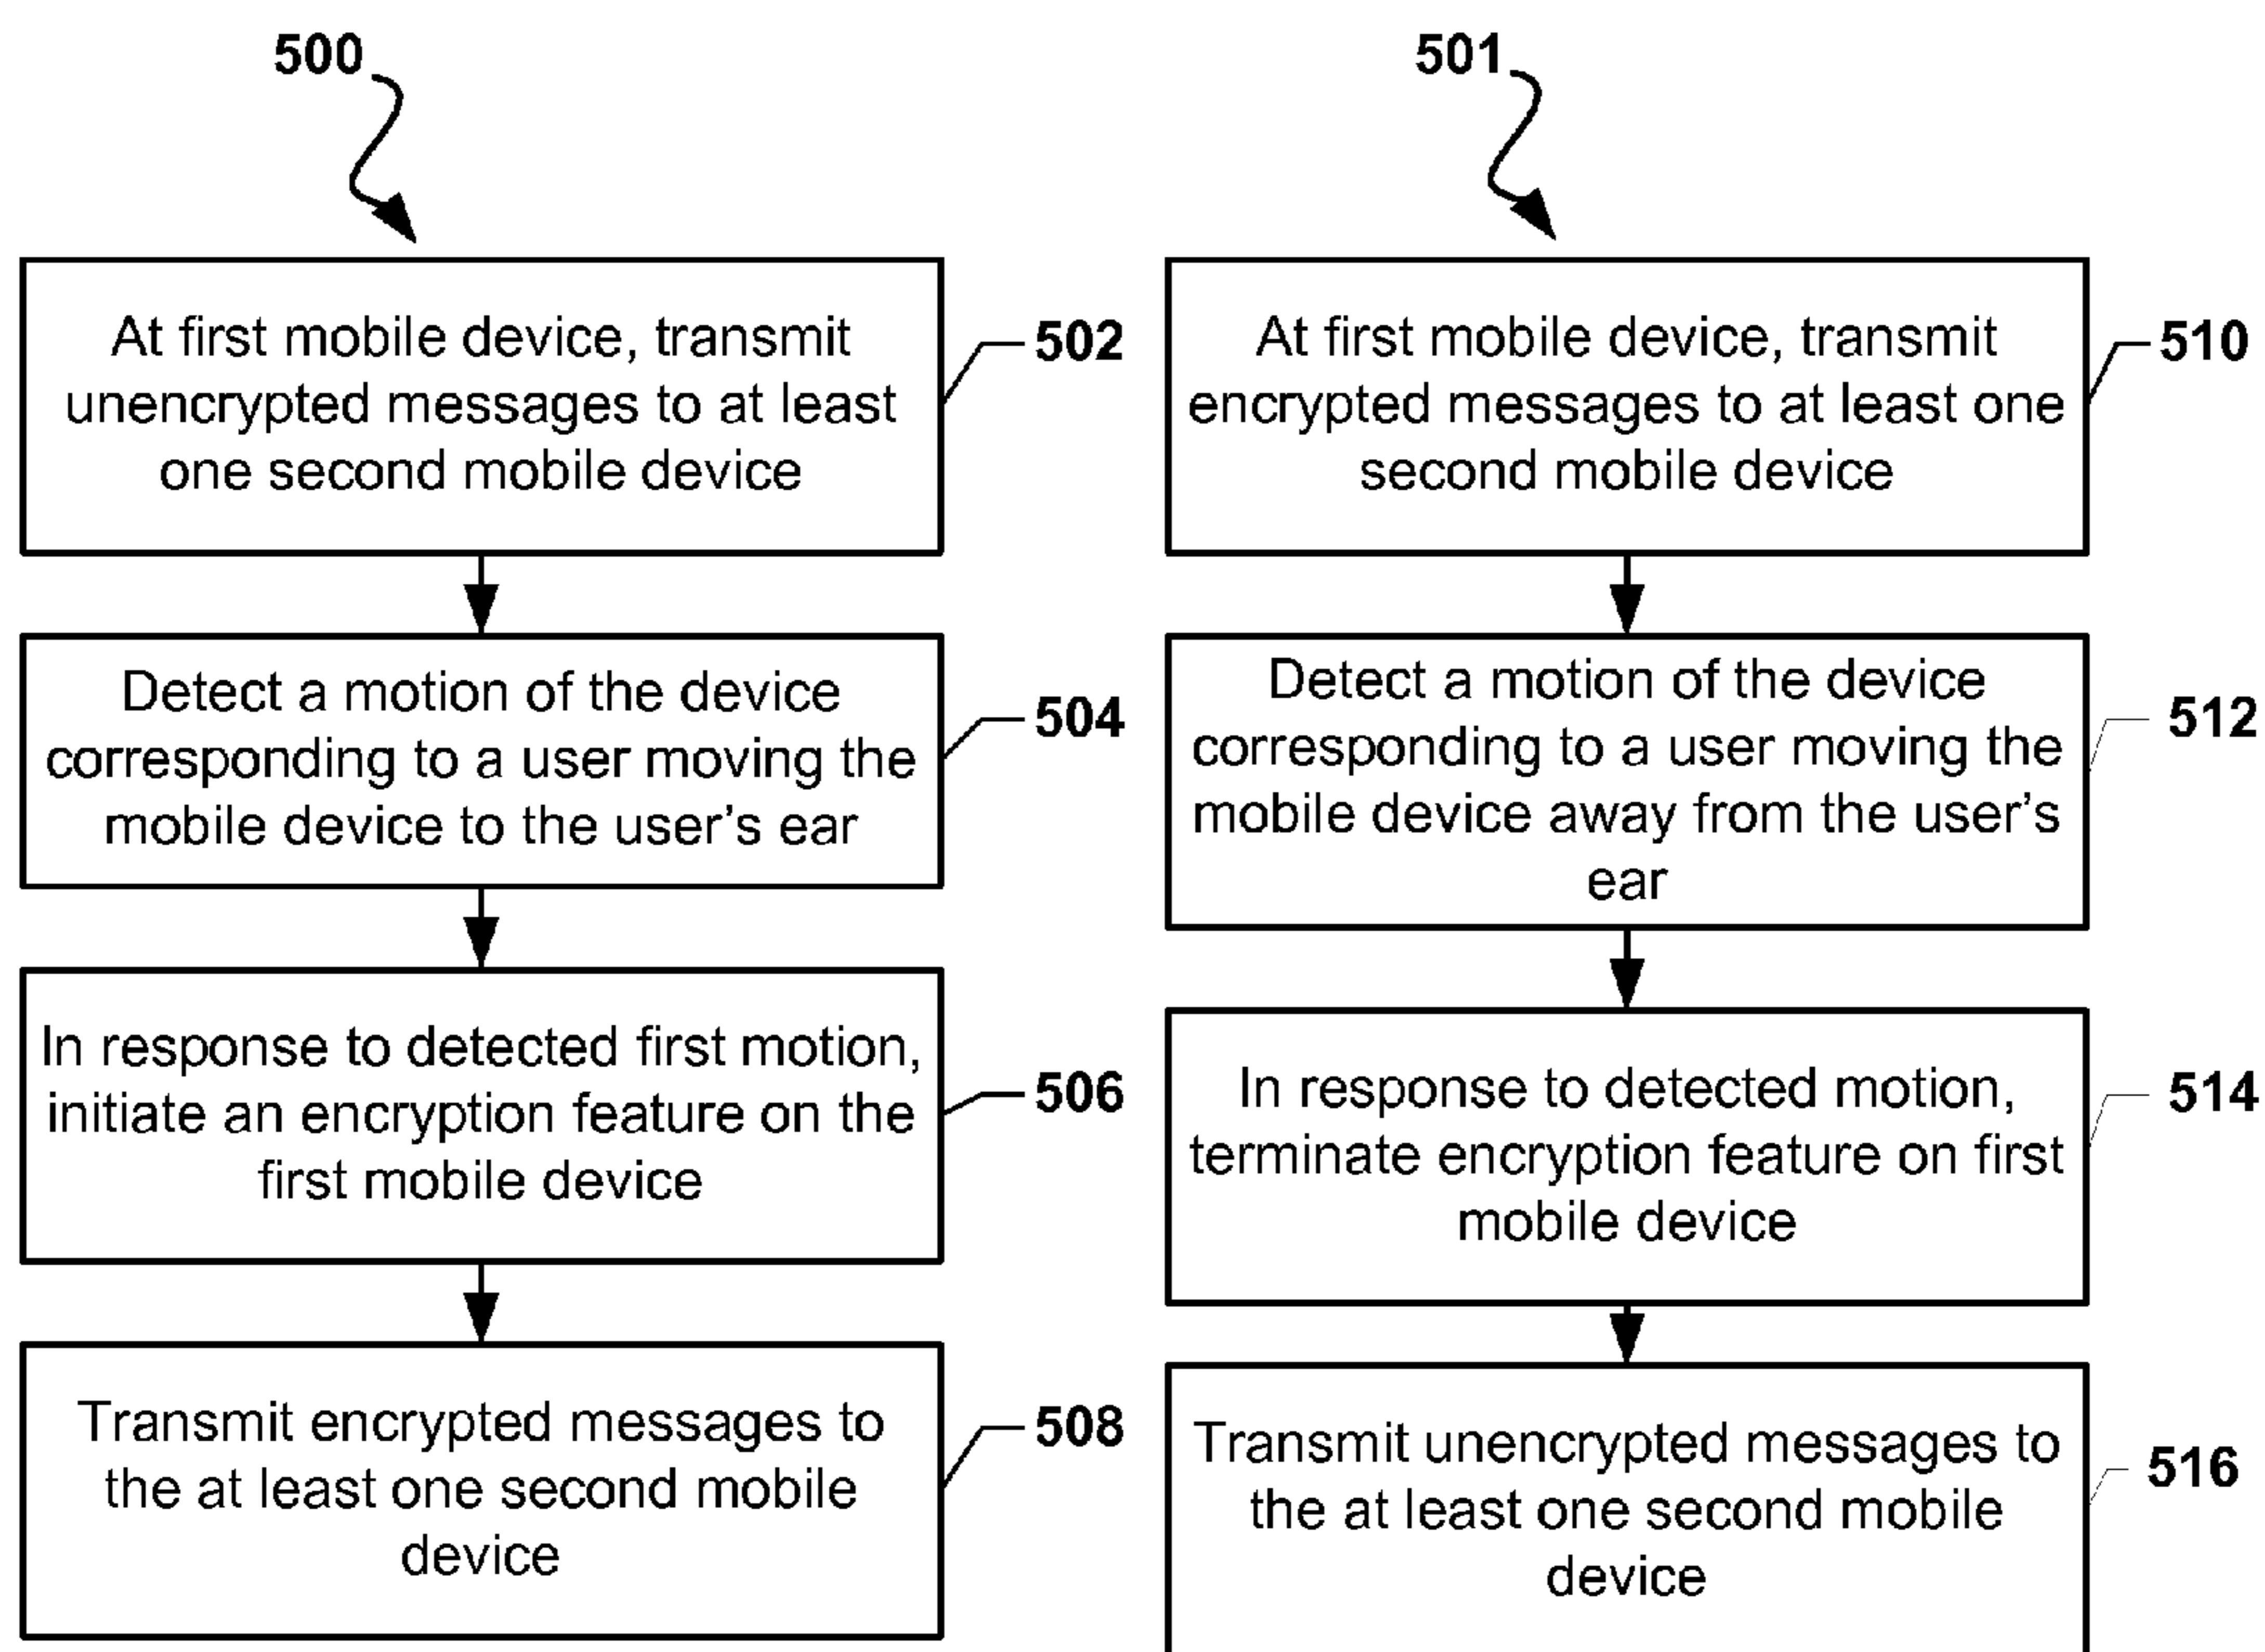 500
At first mobile device, transmit
unencrypted messages to at least
one second mobile device
502
Detect a motion of the device
corresponding to a user moving the
mobile device to the user's ear
504
In response to detected first motion,
initiate an encryption feature on the
first mobile device
506
Transmit encrypted messages to
the at least one second mobile
device
508
501
At first mobile device, transmit
encrypted messages to at least one
second mobile device
510
Detect a motion of the device
corresponding to a user moving the
mobile device away from the user's
ear
512
In response to detected motion,
terminate encryption feature on first
mobile device
514
Transmit unencrypted messages to
the at least one second mobile
device
516